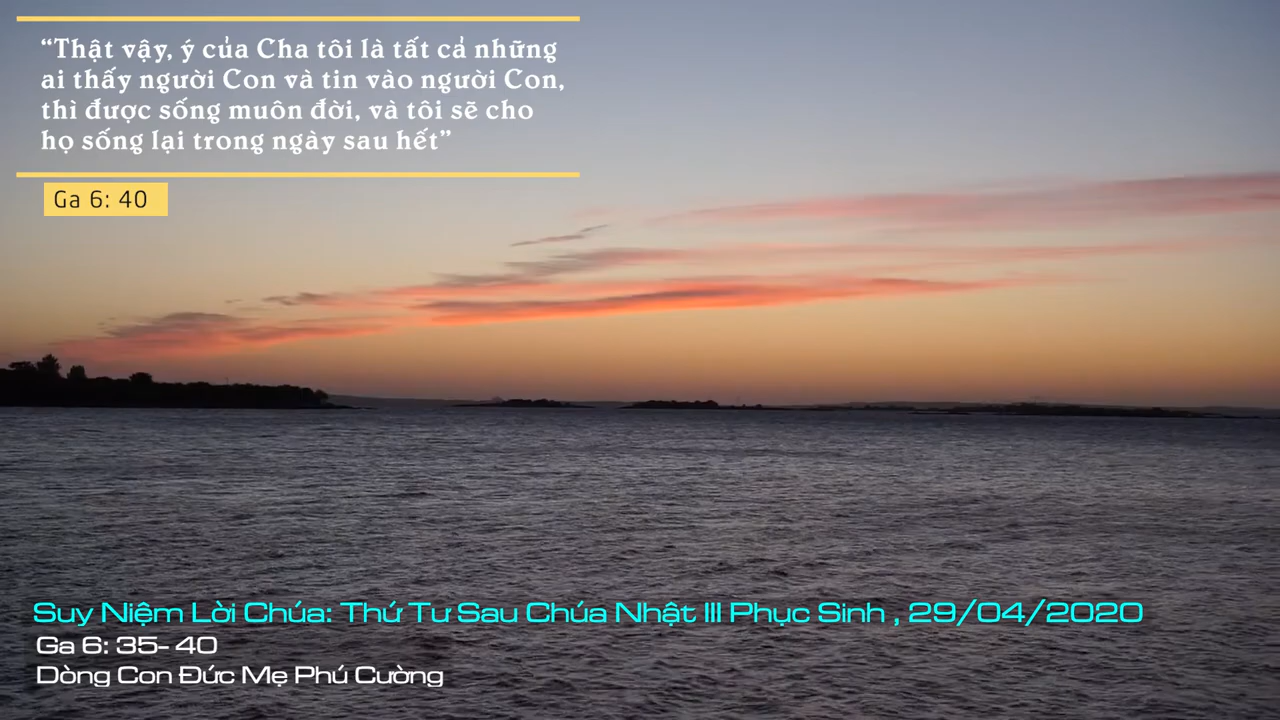 “Thật vậy, ý của Cha tôi là tất cả những
ai thấy người Con và tin vào người Con,
thì được sống muôn đời, và tôi sẽ cho
họ sống lại trong ngày sau hết”
Ga 6: 40
Suy Niệm Lời Chúa: Thứ Tư Sau Chúa Nhật III Phục Sinh , 29/04/2020
Ga 6: 35- 40
Dòng Con Đức Mẹ Phú Cường